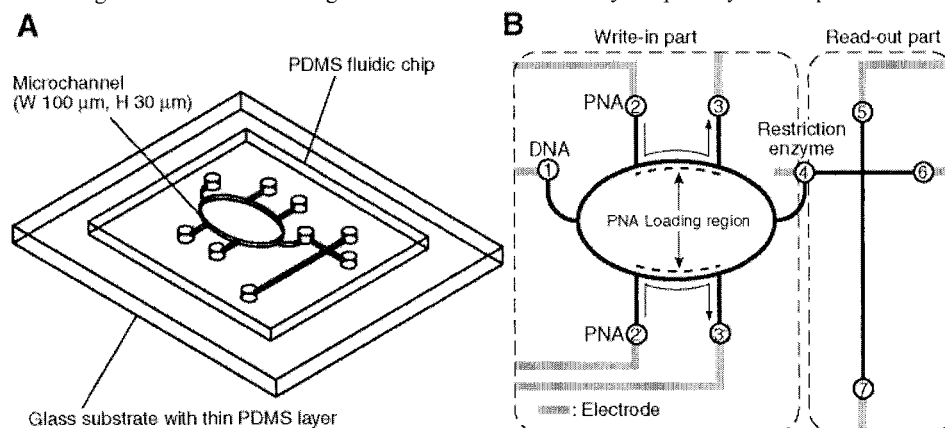 A
PDMS fluidic chip
Microchannel
(W 100 µm, H 30 µm)
Glass substrate with thin PDMS layer
B
Write-in part
Read-out part
PNA 2 3
5
DNA
1
Restriction
enzyme
4
6
PNA Loading region
PNA 2' 3'
7
: Electrode